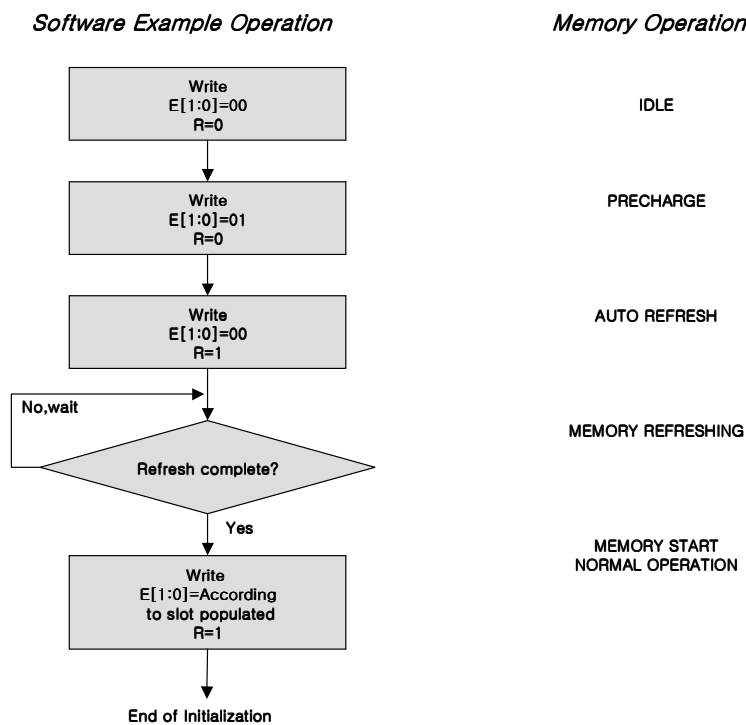 Software Example Operation
Memory Operation
Write
E[1:0]=00
R=0
IDLE
Write
E[1:0]=01
R=0
PRECHARGE
Write
E[1:0]=00
R=1
AUTO REFRESH
No,wait
Refresh complete?
MEMORY REFRESHING
Yes
Write
E[1:0]=According
to slot populated
R=1
MEMORY START
NORMAL OPERATION
End of Initialization